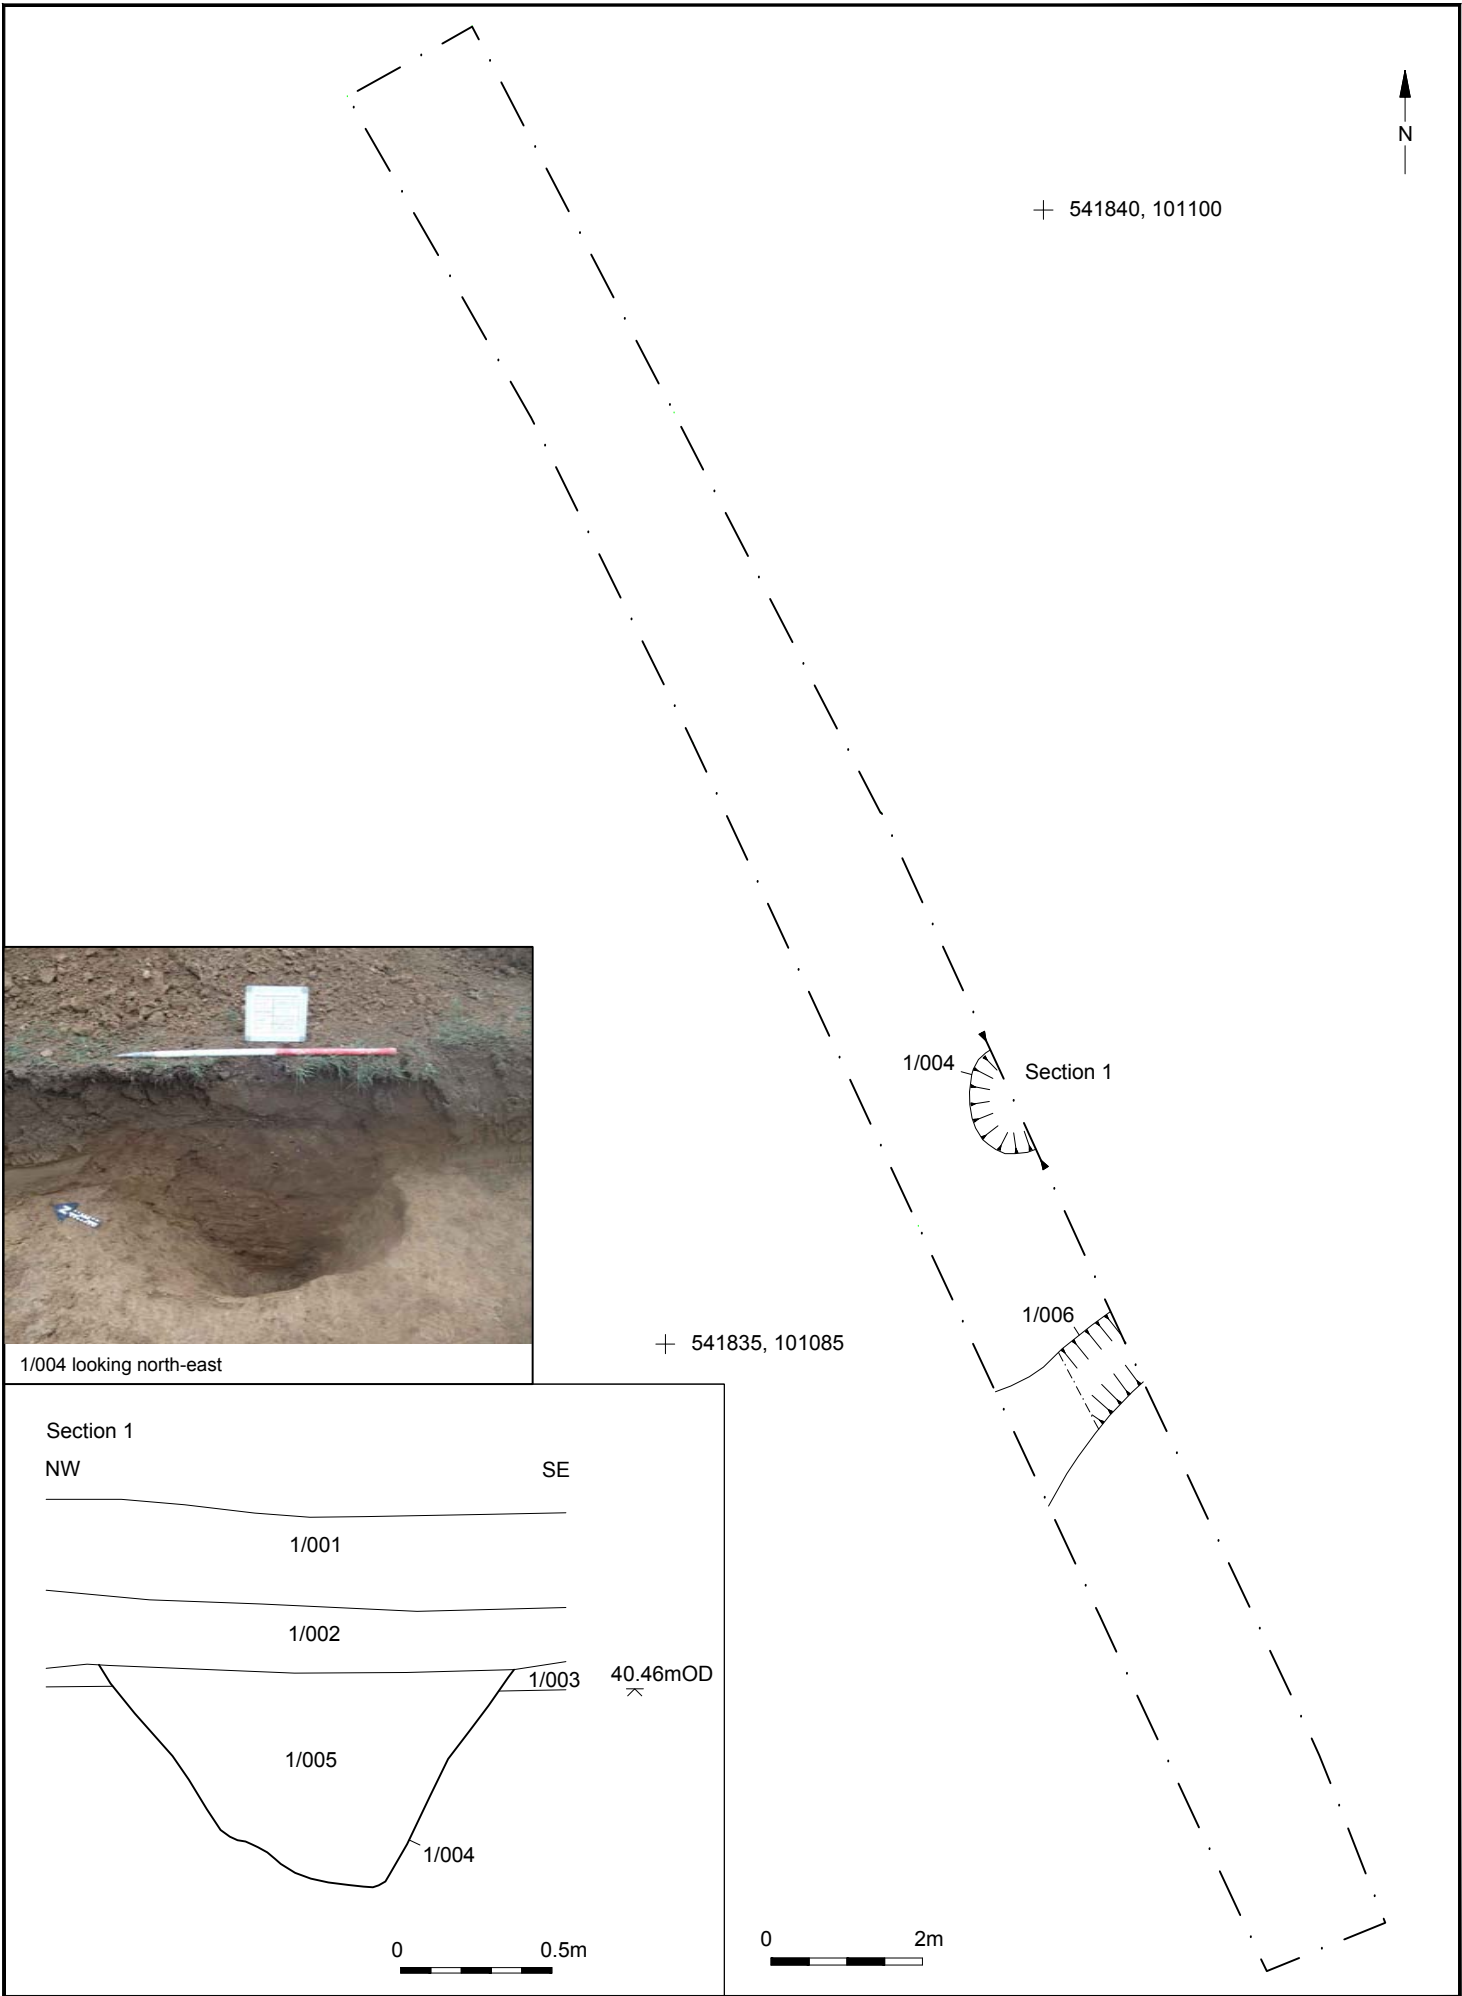 N
541840, 101100
1/004
Section 1
1/006
541835, 101085
1/004 looking north-east
Section 1
NW SE
1/001
1/002
1/003 40.46mOD
1/005
1/004
0 0.5m
0 2m